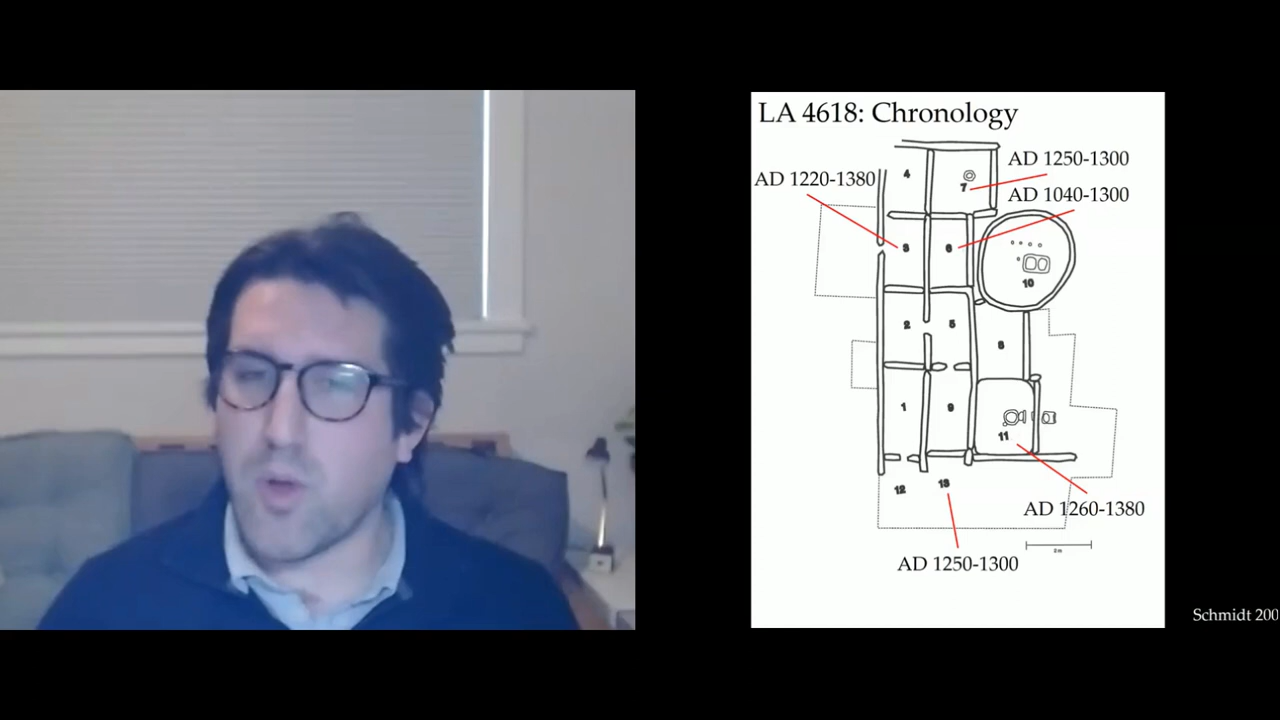 LA 4618: Chronology
AD 1250-1300
AD 1220-1380
AD 1040-1300
4
7
3
6
10
2
5
8
1
9
11
12
13
AD 1260-1380
AD 1250-1300
Schmidt 200